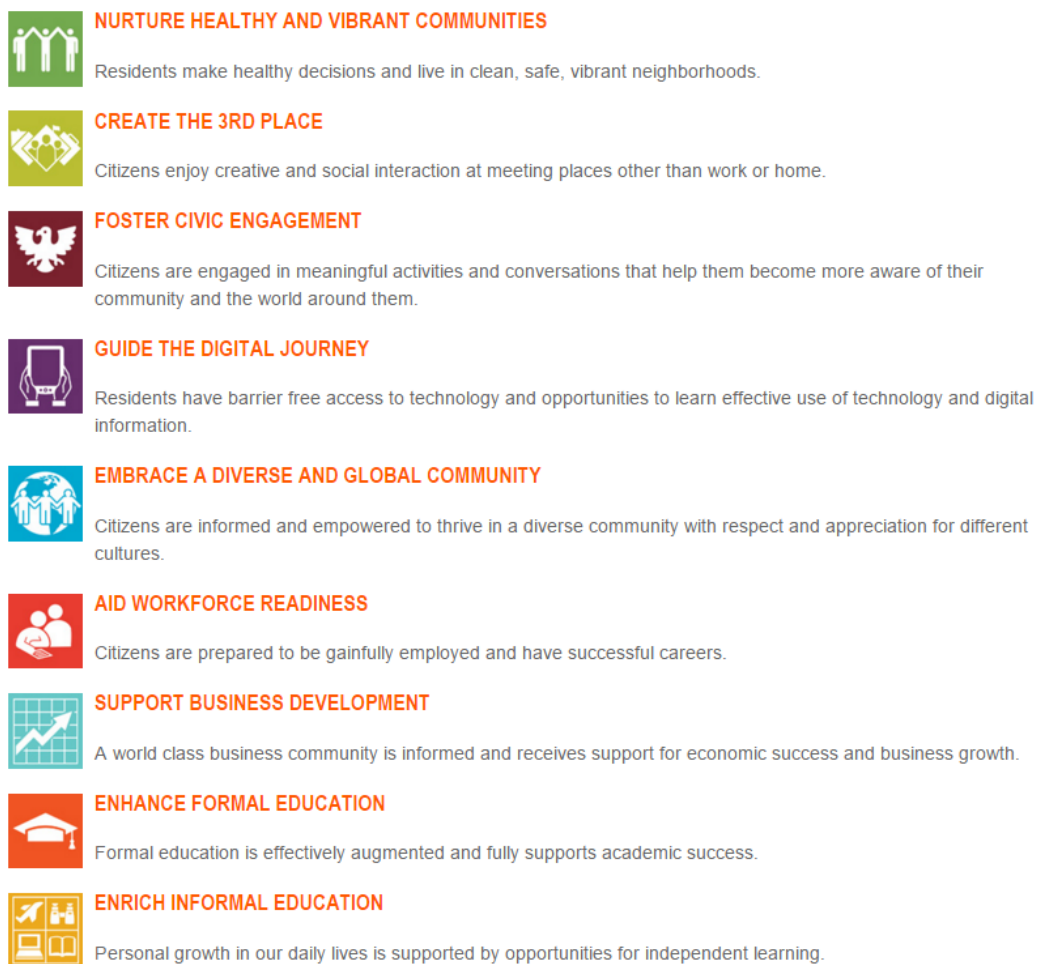 NURTURE HEALTHY AND VIBRANT COMMUNITIES
Residents make healthy decisions and live in clean, safe, vibrant neighborhoods.
CREATE THE 3RD PLACE
Citizens enjoy creative and social interaction at meeting places other than work or home.
FOSTER CIVIC ENGAGEMENT
Citizens are engaged in meaningful activities and conversations that help them become more aware of their
community and the world around them.
GUIDE THE DIGITAL JOURNEY
Residents have barrier free access to technology and opportunities to learn effective use of technology and digital
information.
EMBRACE A DIVERSE AND GLOBAL COMMUNITY
Citizens are informed and empowered to thrive in a diverse community with respect and appreciation for different
cultures.
AID WORKFORCE READINESS
Citizens are prepared to be gainfully employed and have successful careers.
SUPPORT BUSINESS DEVELOPMENT
A world class business community is informed and receives support for economic success and business growth.
ENHANCE FORMAL EDUCATION
Formal education is effectively augmented and fully supports academic success.
ENRICH INFORMAL EDUCATION
Personal growth in our daily lives is supported by opportunities for independent learning.